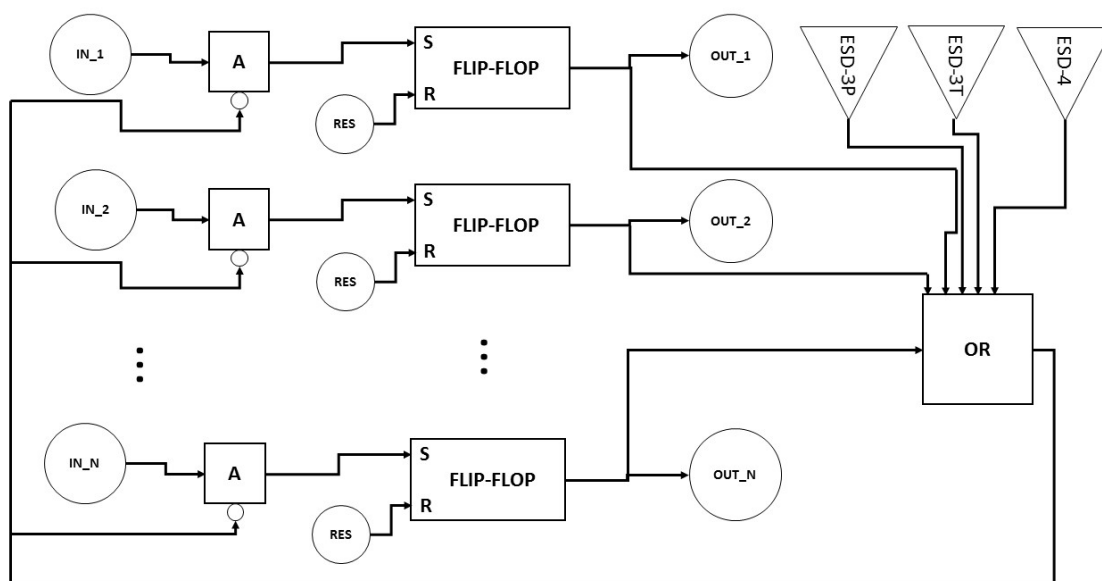 IN_1
A
S
FLIP-FLOP
R
RES
OUT_1
ESD-3P
ESD-3T
ESD-4
IN_2
A
S
FLIP-FLOP
R
RES
OUT_2
OR
IN_N
A
S
FLIP-FLOP
R
RES
OUT_N